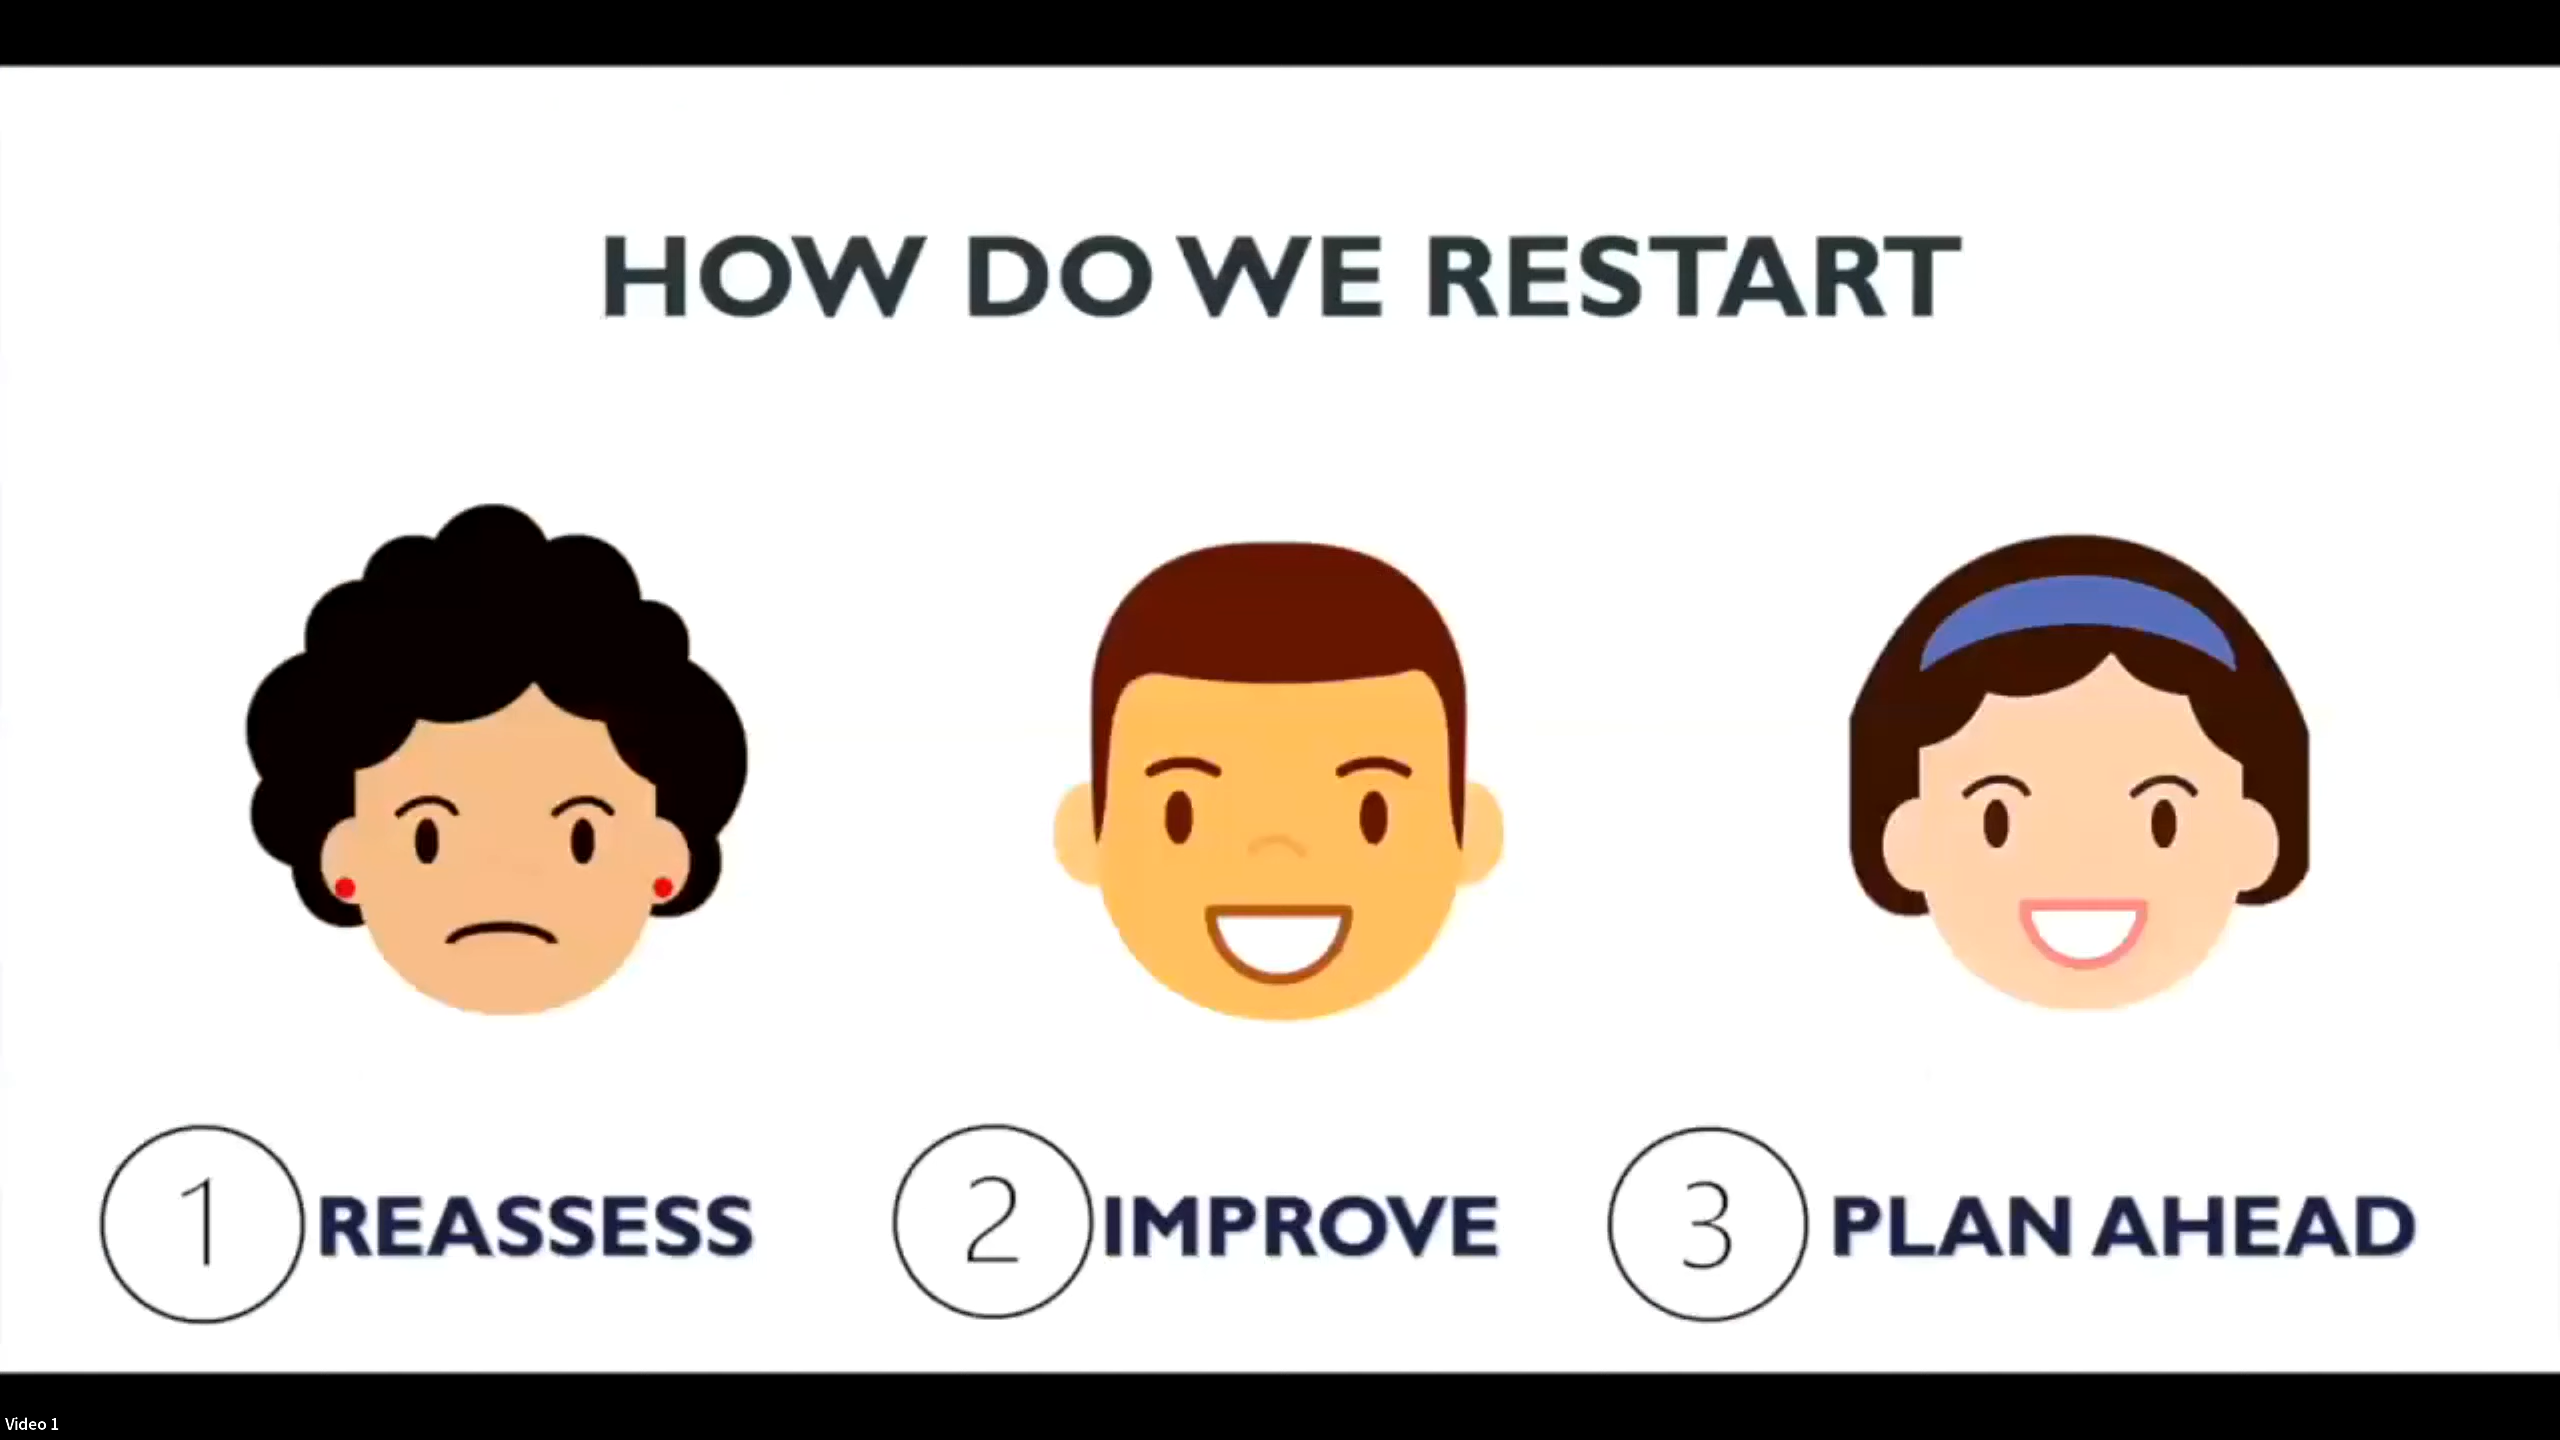 HOW DO WE RESTART
1 REASSESS
2 IMPROVE
3 PLAN AHEAD
Video 1